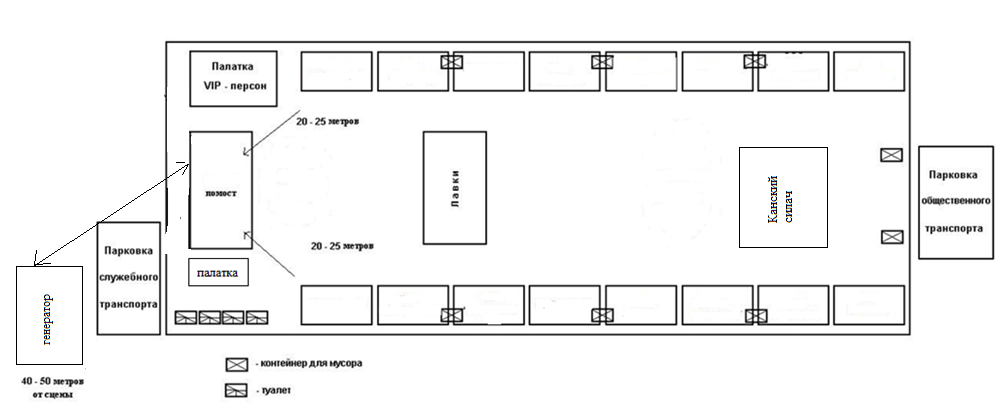 Палатка
VIP - персон
20 - 25 метров
помост
Лавки
Канский
силач
Парковка
общественного
транспорта
20 - 25 метров
Парковка
служебного
транспорта
палатка
генератор
40 - 50 метров
от сцены
- контейнер для мусора
- туалет